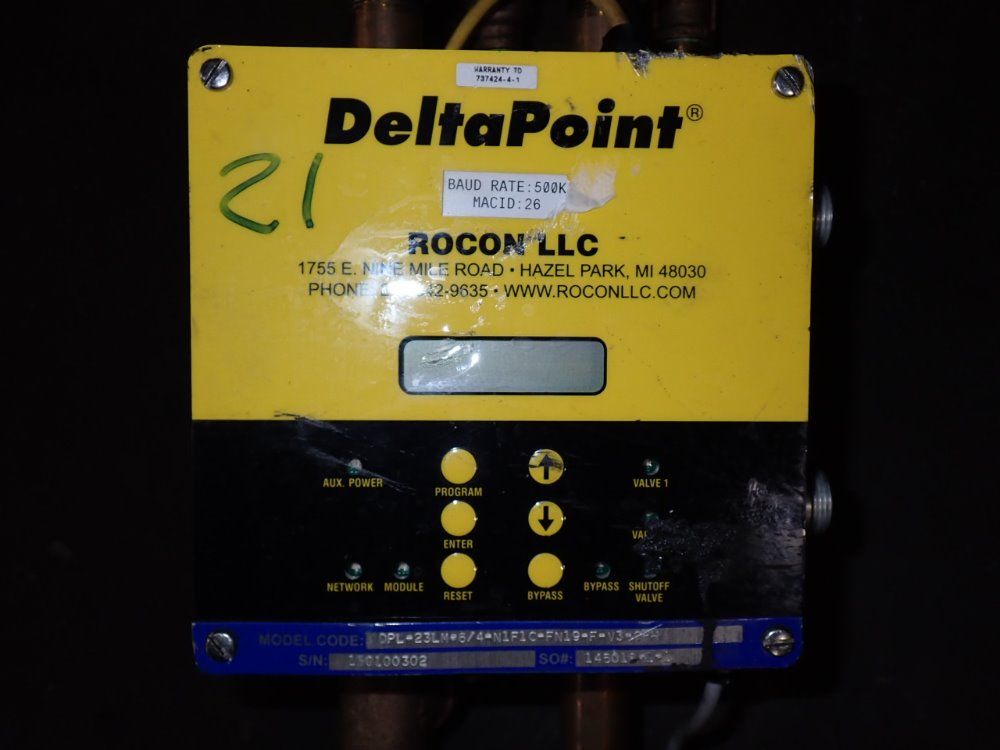 WARRANTY TO
737424-4-1
DeltaPoint®
21
BAUD RATE:500K
MACID:26
ROCON LLC
1755 E. NINE MILE ROAD • HAZEL PARK, MI 48030
PHONE • WWW.ROCONLLC.COM
AUX. POWER
PROGRAM
VALVE 1
ENTER
NETWORK MODULE
RESET
BYPASS
BYPASS
SHUTOFF
VALVE
MODEL CODE:
S/N: SO#: